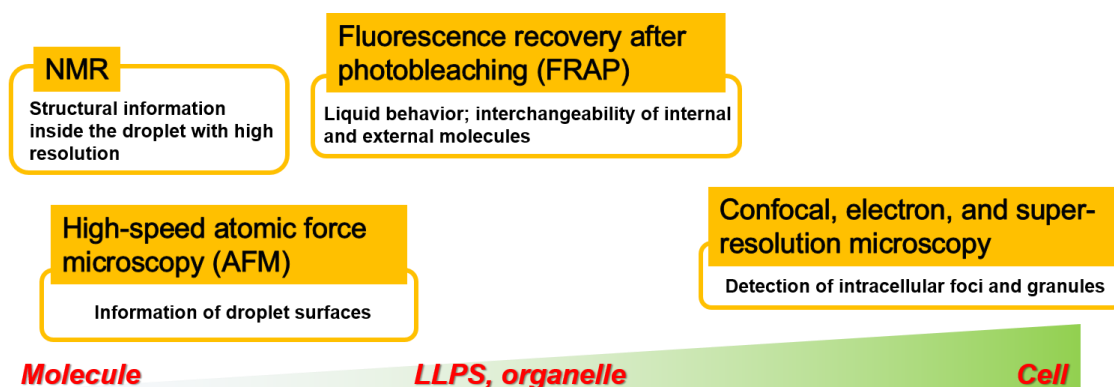 NMR
Structural information
inside the droplet with high
resolution
Fluorescence recovery after
photobleaching (FRAP)
Liquid behavior; interchangeability of internal
and external molecules
High-speed atomic force
microscopy (AFM)
Information of droplet surfaces
Confocal, electron, and super-
resolution microscopy
Detection of intracellular foci and granules
Molecule
LLPS, organelle
Cell